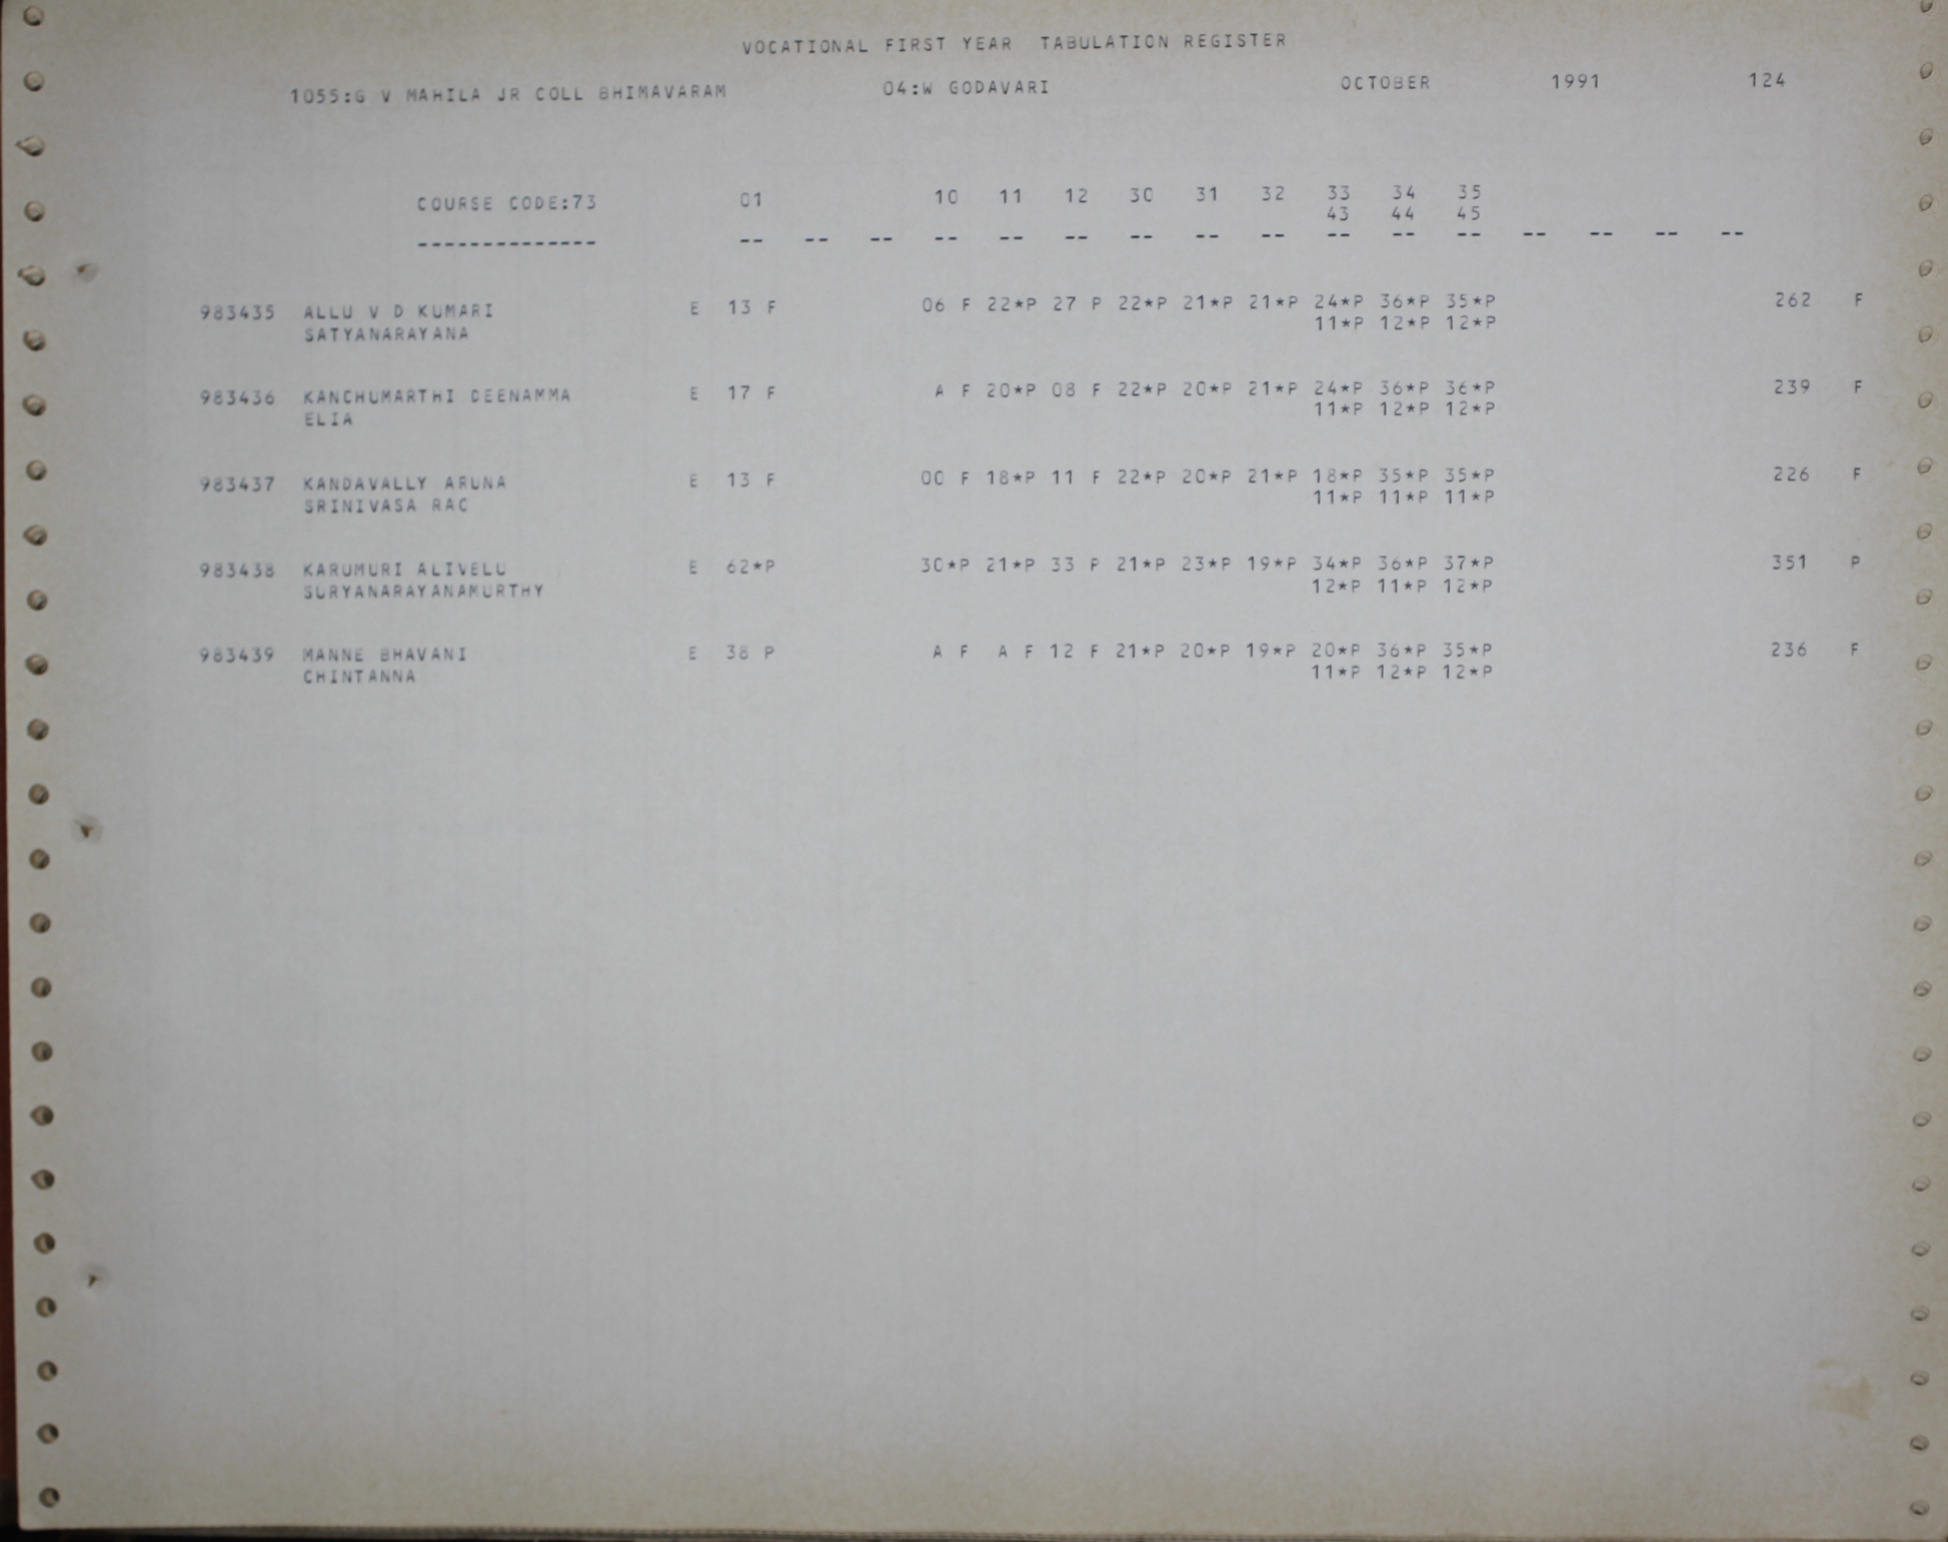 VOCATIONAL FIRST YEAR TABULATION REGISTER
1055:G V MAHILA JR COLL BHIMAVARAM 04:W GODAVARI OCTOBER 1991 124
COURSE CODE:73 01 10 11 12 30 31 32 33 34 35
43 44 45
-------------- -- -- -- -- -- -- -- -- -- -- -- -- -- -- -- --
983435 ALLU V D KUMARI E 13 F 06 F 22*P 27 P 22*P 21*P 21*P 24*P 36*P 35*P 262 F
SATYANARAYANA 11*P 12*P 12*P
983436 KANCHUMARTHI DEENAMMA E 17 F A F 20*P 08 F 22*P 20*P 21*P 24*P 36*P 36*P 239 F
ELIA 11*P 12*P 12*P
983437 KANDAVALLY ARUNA E 13 F 00 F 18*P 11 F 22*P 20*P 21*P 18*P 35*P 35*P 226 F
SRINIVASA RAO 11*P 11*P 11*P
983438 KARUMURI ALIVELU E 62*P 30*P 21*P 33 P 21*P 23*P 19*P 34*P 36*P 37*P 351 P
SURYANARAYANAMURTHY 12*P 11*P 12*P
983439 MANNE BHAVANI E 38 P A F A F 12 F 21*P 20*P 19*P 20*P 36*P 35*P 236 F
CHINTANNA 11*P 12*P 12*P